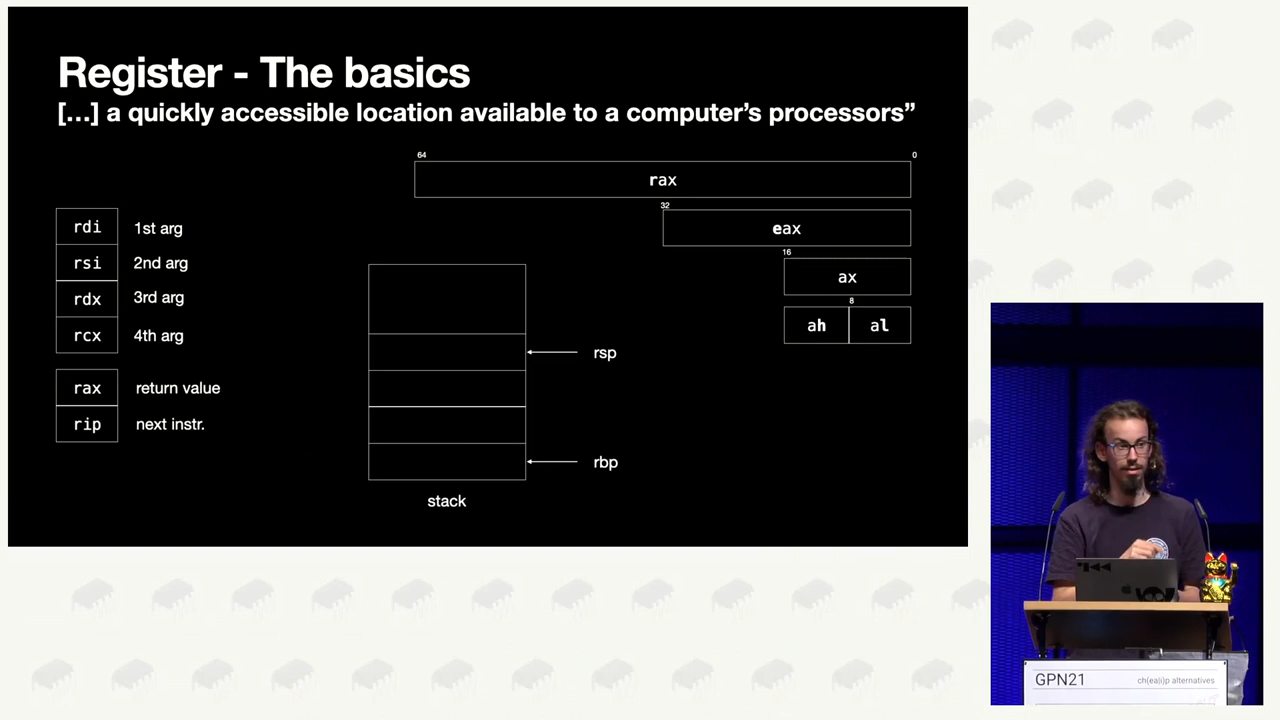 Register - The basics
[…] a quickly accessible location available to a computer’s processors”
64 0
rax
32
eax
16
ax
8
ah al
rdi 1st arg
rsi 2nd arg
rdx 3rd arg
rcx 4th arg
rax return value
rip next instr.
rsp
rbp
stack
GPN21 ch(ea(i)p alternatives